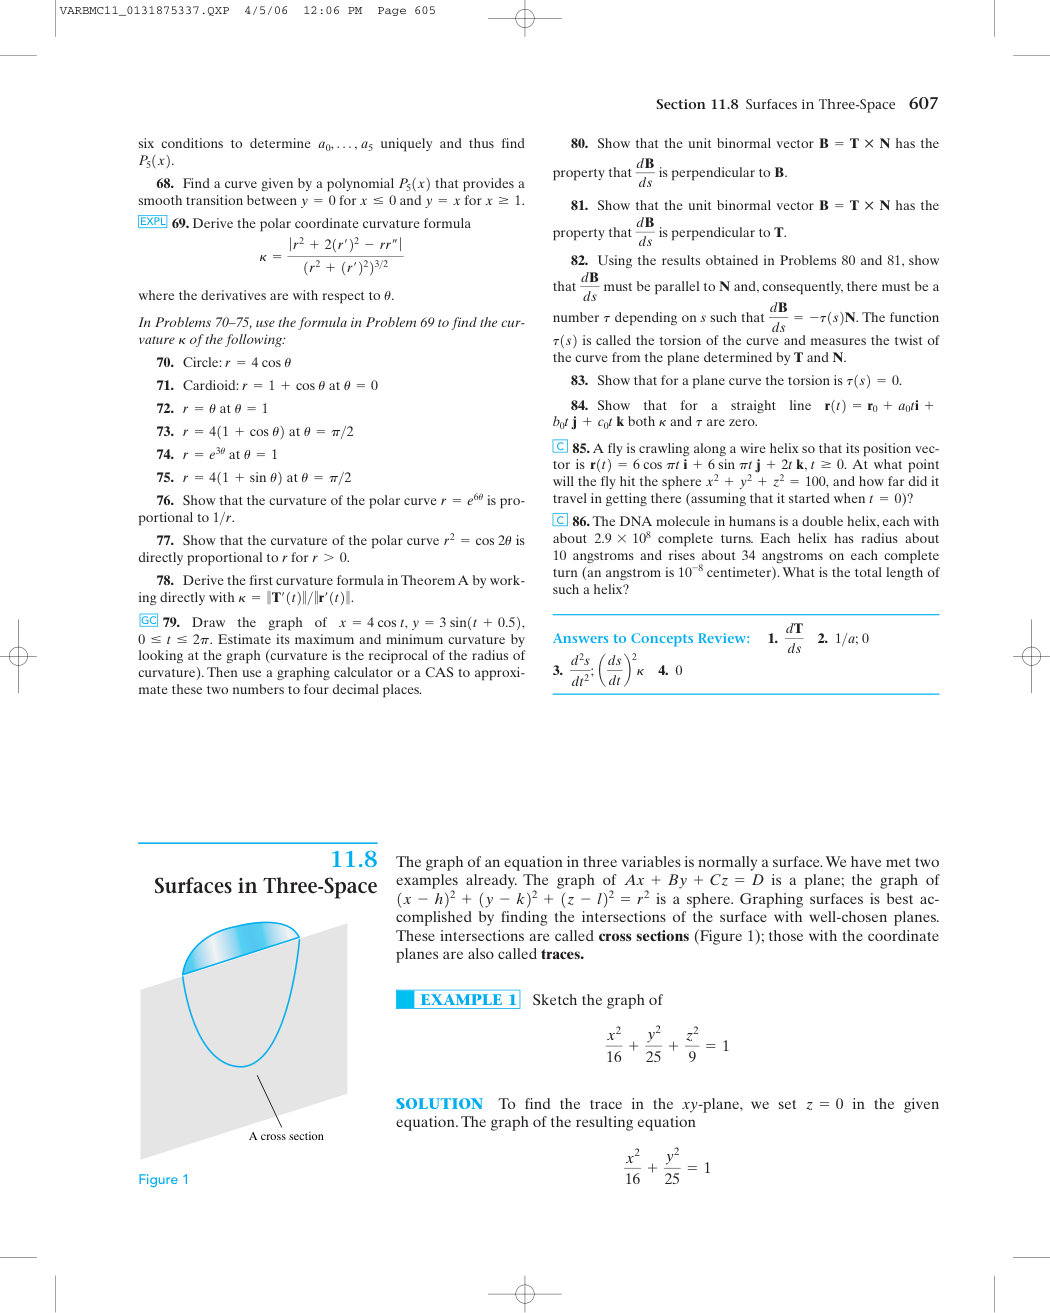 VARBMC11_0131875337.QXP 4/5/06 12:06 PM Page 605
Section 11.8 Surfaces in Three-Space 607
six conditions to determine a₀, . . . , a₅ uniquely and thus find
P₅(x).
68. Find a curve given by a polynomial P₅(x) that provides a
smooth transition between y = 0 for x ≤ 0 and y = x for x ≥ 1.
EXPL 69. Derive the polar coordinate curvature formula
κ = |r² + 2(r′)² − rr″| / (r² + (r′)²)^{3/2}
where the derivatives are with respect to θ.
In Problems 70–75, use the formula in Problem 69 to find the cur-
vature κ of the following:
70. Circle: r = 4 cos θ
71. Cardioid: r = 1 + cos θ at θ = 0
72. r = θ at θ = 1
73. r = 4(1 + cos θ) at θ = π/2
74. r = e^{3θ} at θ = 1
75. r = 4(1 + sin θ) at θ = π/2
76. Show that the curvature of the polar curve r = e^{6θ} is pro-
portional to 1/r.
77. Show that the curvature of the polar curve r² = cos 2θ is
directly proportional to r for r > 0.
78. Derive the first curvature formula in Theorem A by work-
ing directly with κ = ‖T′(t)‖/‖r′(t)‖.
GC 79. Draw the graph of x = 4 cos t, y = 3 sin(t + 0.5),
0 ≤ t ≤ 2π. Estimate its maximum and minimum curvature by
looking at the graph (curvature is the reciprocal of the radius of
curvature). Then use a graphing calculator or a CAS to approxi-
mate these two numbers to four decimal places.
80. Show that the unit binormal vector B = T × N has the
property that dB/ds is perpendicular to B.
81. Show that the unit binormal vector B = T × N has the
property that dB/ds is perpendicular to T.
82. Using the results obtained in Problems 80 and 81, show
that dB/ds must be parallel to N and, consequently, there must be a
number τ depending on s such that dB/ds = −τ(s)N. The function
τ(s) is called the torsion of the curve and measures the twist of
the curve from the plane determined by T and N.
83. Show that for a plane curve the torsion is τ(s) = 0.
84. Show that for a straight line r(t) = r₀ + a₀ti +
b₀t j + c₀t k both κ and τ are zero.
C 85. A fly is crawling along a wire helix so that its position vec-
tor is r(t) = 6 cos πt i + 6 sin πt j + 2t k, t ≥ 0. At what point
will the fly hit the sphere x² + y² + z² = 100, and how far did it
travel in getting there (assuming that it started when t = 0)?
C 86. The DNA molecule in humans is a double helix, each with
about 2.9 × 10⁸ complete turns. Each helix has radius about
10 angstroms and rises about 34 angstroms on each complete
turn (an angstrom is 10⁻⁸ centimeter). What is the total length of
such a helix?
Answers to Concepts Review: 1. dT/ds 2. 1/a; 0
3. d²s/dt²; (ds/dt)²κ 4. 0
11.8
Surfaces in Three-Space
A cross section
Figure 1
The graph of an equation in three variables is normally a surface. We have met two
examples already. The graph of Ax + By + Cz = D is a plane; the graph of
(x − h)² + (y − k)² + (z − l)² = r² is a sphere. Graphing surfaces is best ac-
complished by finding the intersections of the surface with well-chosen planes.
These intersections are called cross sections (Figure 1); those with the coordinate
planes are also called traces.
EXAMPLE 1 Sketch the graph of
x²/16 + y²/25 + z²/9 = 1
SOLUTION To find the trace in the xy-plane, we set z = 0 in the given
equation. The graph of the resulting equation
x²/16 + y²/25 = 1